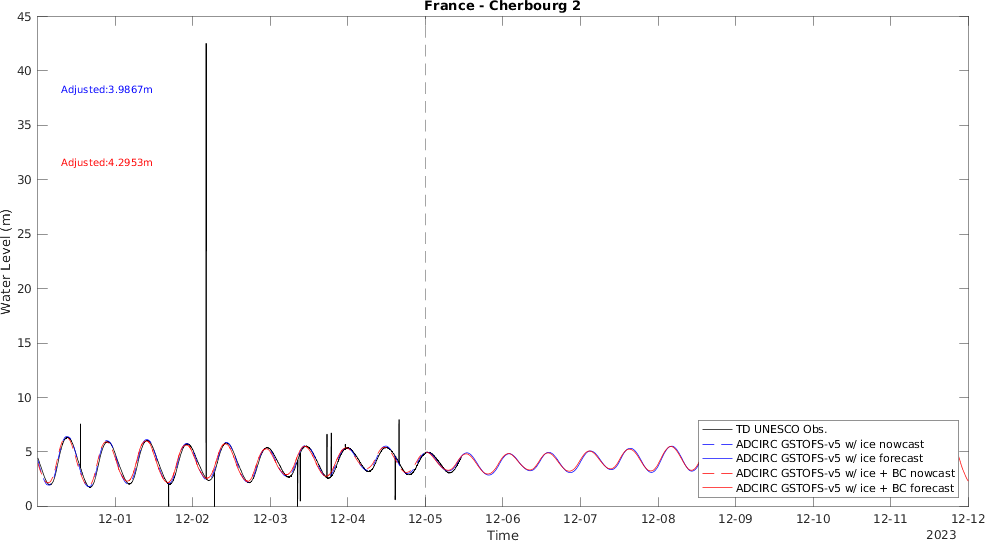 France - Cherbourg 2
45
40
35
30
25
20
15
10
5
0
Water Level (m)
Adjusted:3.9867m
Adjusted:4.2953m
TD UNESCO Obs.
ADCIRC GSTOFS-v5 w/ ice nowcast
ADCIRC GSTOFS-v5 w/ ice forecast
ADCIRC GSTOFS-v5 w/ ice + BC nowcast
ADCIRC GSTOFS-v5 w/ ice + BC forecast
12-01 12-02 12-03 12-04 12-05 12-06 12-07 12-08 12-09 12-10 12-11 12-12
Time
2023